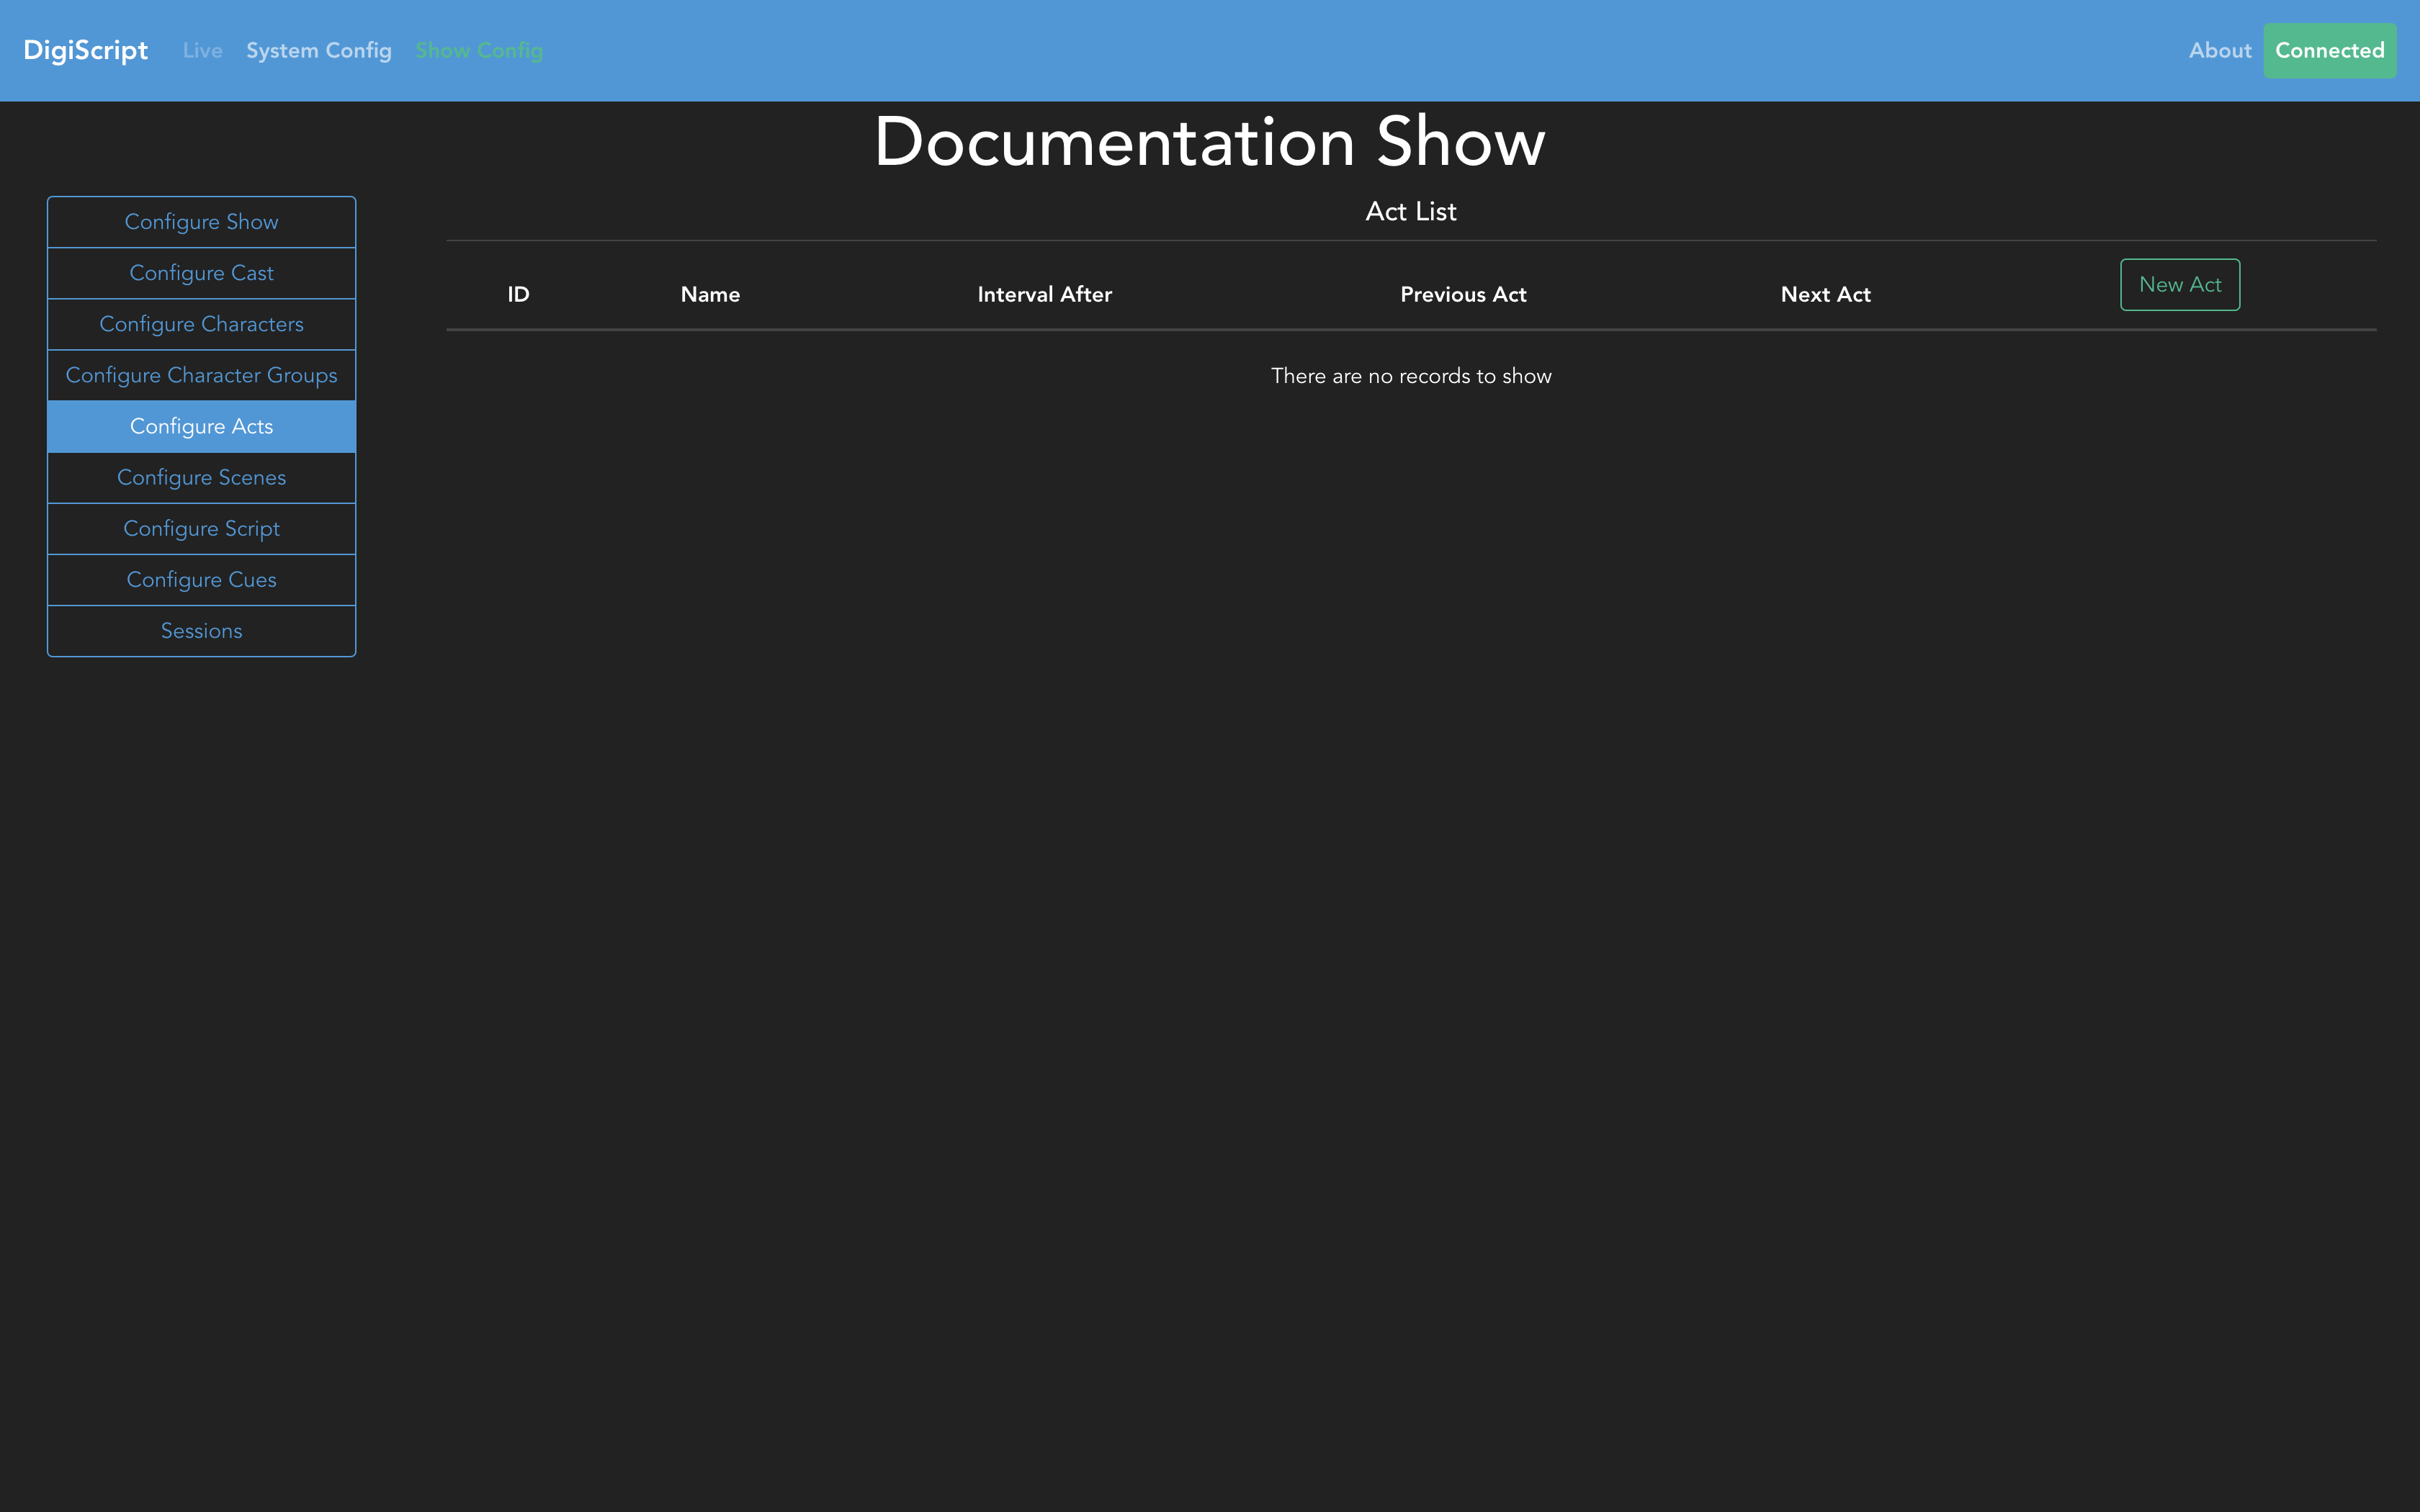 DigiScript Live System Config Show Config About Connected
Documentation Show
Configure Show
Configure Cast
Configure Characters
Configure Character Groups
Configure Acts
Configure Scenes
Configure Script
Configure Cues
Sessions
Act List
ID Name Interval After Previous Act Next Act New Act
There are no records to show